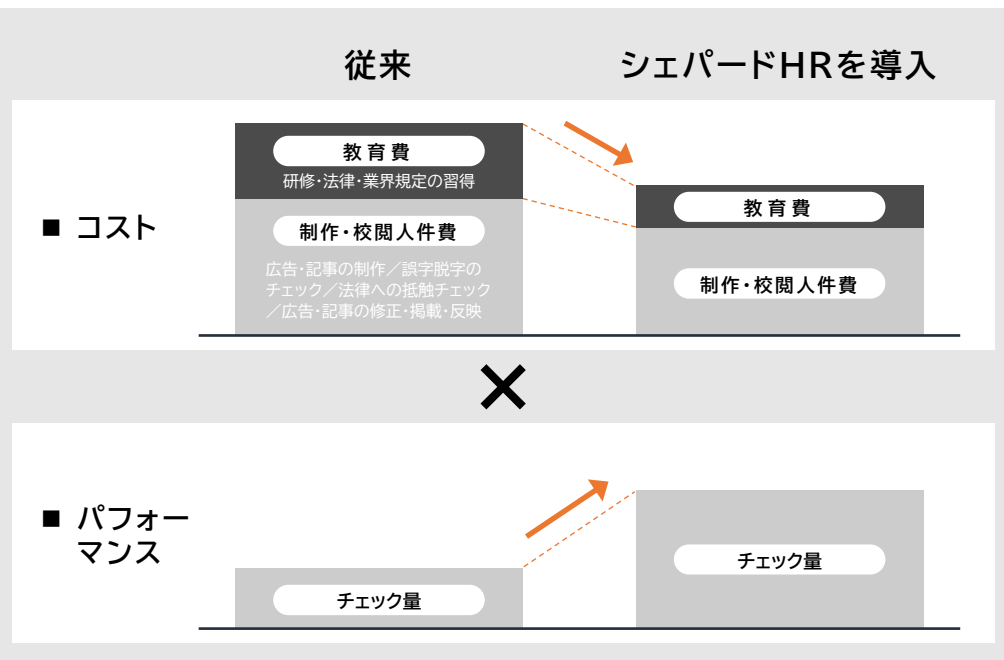 従来
シェパードHRを導入
■ コスト
教育費
研修・法律・業界規定の習得
制作・校閲人件費
広告・記事の制作／誤字脱字の
チェック／法律への抵触チェック
／広告・記事の修正・掲載・反映
教育費
制作・校閲人件費
×
■ パフォー
マンス
チェック量
チェック量